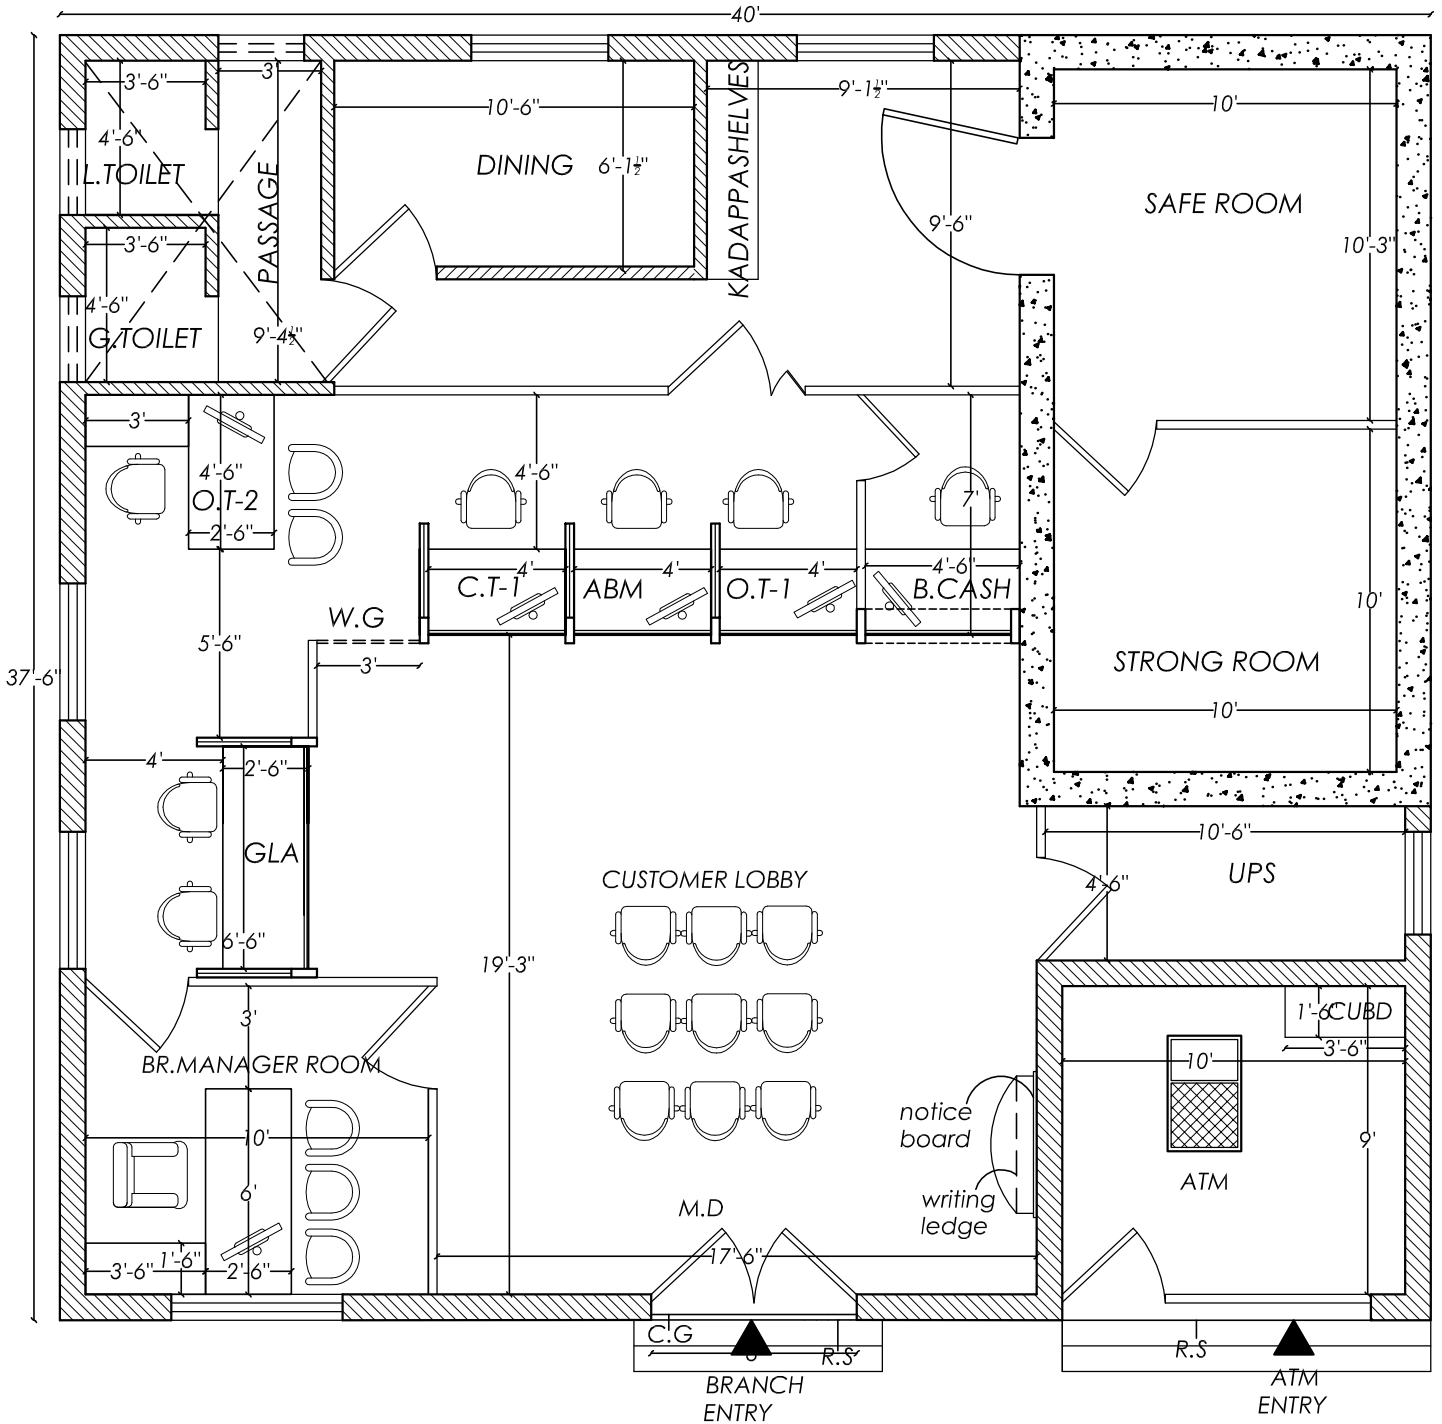 40'
3'-6"
3'
10'-6"
9'-1½"
10'
4'-6"
L.TOILET
PASSAGE
DINING
6'-1½"
KADAPPASHELVES
9'-6"
SAFE ROOM
10'-3"
3'-6"
4'-6"
G.TOILET
9'-4½"
3'
4'-6"
O.T-2
2'-6"
4'-6"
7'
4'
4'
4'
4'-6"
C.T-1
ABM
O.T-1
B.CASH
10'
W.G
5'-6"
3'
37'-6"
STRONG ROOM
10'
4'
2'-6"
GLA
6'-6"
CUSTOMER LOBBY
19'-3"
10'-6"
4'-6"
UPS
3'
BR.MANAGER ROOM
10'
6'
3'-6"
1'-6"
2'-6"
1'-6"
CUBD
3'-6"
10'
9'
ATM
notice
board
writing
ledge
M.D
17'-6"
C.G
R.S
BRANCH
ENTRY
R.S
ATM
ENTRY